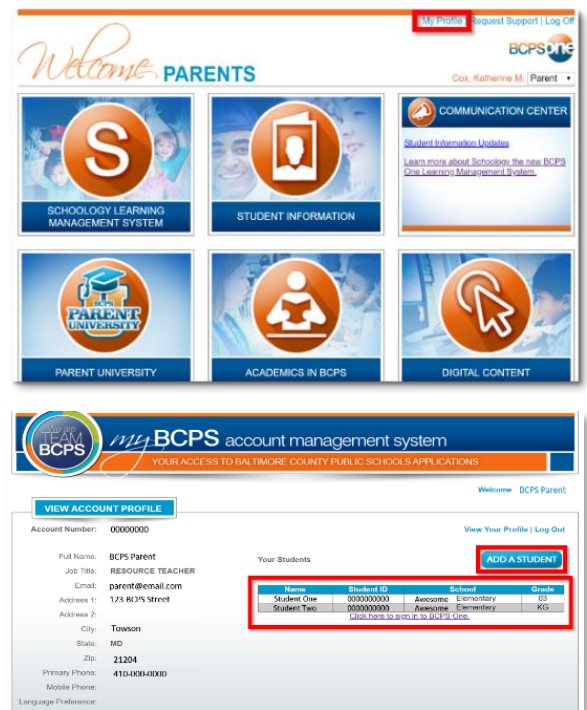 My Profile | Request Support | Log Off
Welcome PARENTS
BCPSone
Cox, Katherine M. Parent
S
SCHOOLOGY LEARNING
MANAGEMENT SYSTEM
STUDENT INFORMATION
COMMUNICATION CENTER
Student Information Updates
Learn more about Schoology the new BCPS
One Learning Management System.
BCPS
PARENT
UNIVERSITY
PARENT UNIVERSITY
ACADEMICS IN BCPS
DIGITAL CONTENT
We are
TEAM
BCPS
myBCPS account management system
YOUR ACCESS TO BALTIMORE COUNTY PUBLIC SCHOOLS APPLICATIONS
Welcome BCPS Parent
VIEW ACCOUNT PROFILE
Account Number: 00000000
View Your Profile | Log Out
Full Name: BCPS Parent
Job Title: RESOURCE TEACHER
Email: parent@email.com
Address 1: 123 BCPS Street
Address 2:
City: Towson
State: MD
Zip: 21204
Primary Phone: 410-000-0000
Mobile Phone:
Language Preference:
Your Students
ADD A STUDENT
Name Student ID School Grade
Student One 0000000000 Awesome Elementary 03
Student Two 0000000000 Awesome Elementary KG
Click here to sign in to BCPS One.